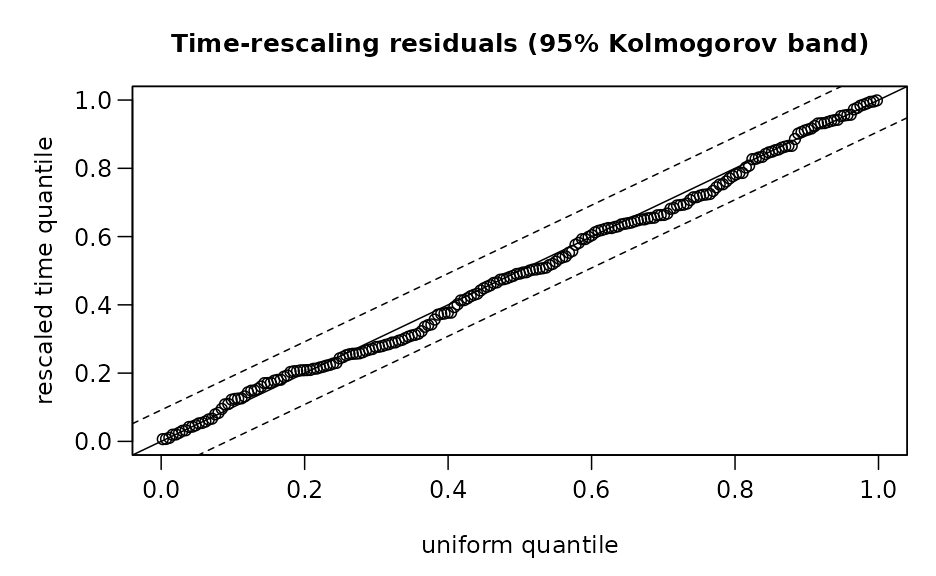 Time-rescaling residuals (95% Kolmogorov band)
rescaled time quantile
1.0
0.8
0.6
0.4
0.2
0.0
0.0 0.2 0.4 0.6 0.8 1.0
uniform quantile